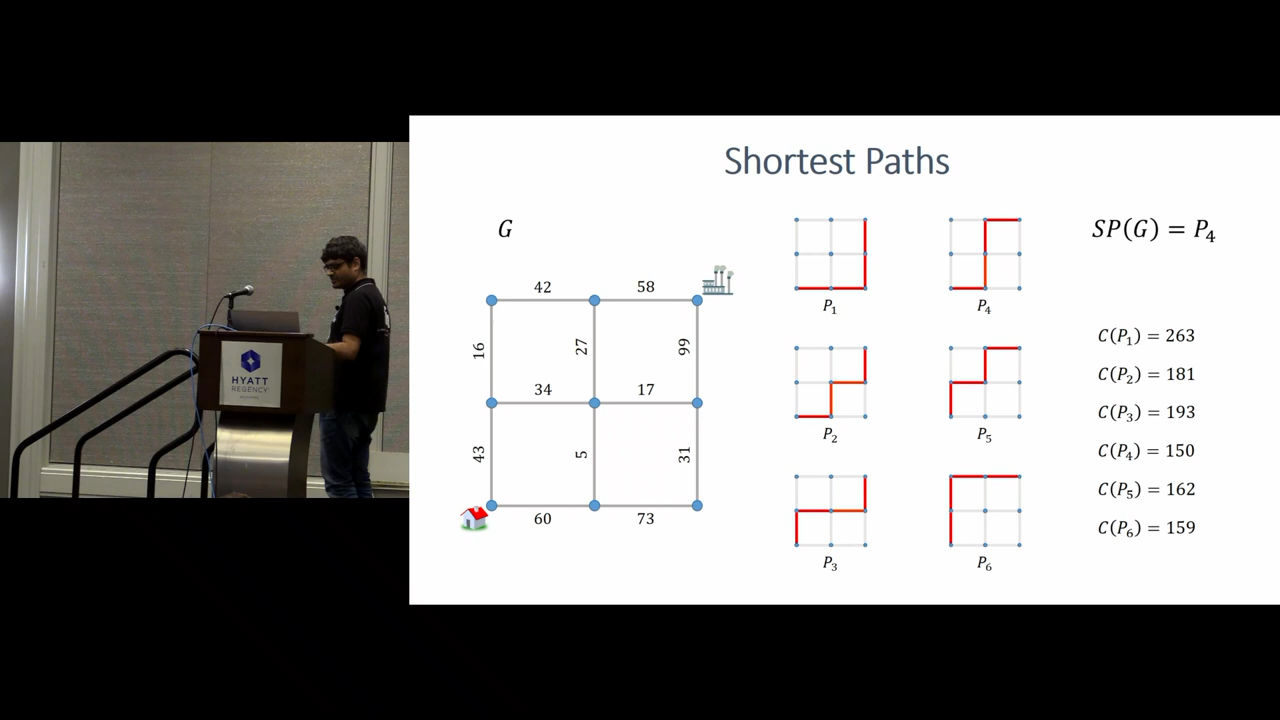 Shortest Paths
G
42
58
16
27
99
34
17
43
5
31
60
73
P₁
P₄
P₂
P₅
P₃
P₆
SP(G) = P₄
C(P₁) = 263
C(P₂) = 181
C(P₃) = 193
C(P₄) = 150
C(P₅) = 162
C(P₆) = 159
HYATT
REGENCY